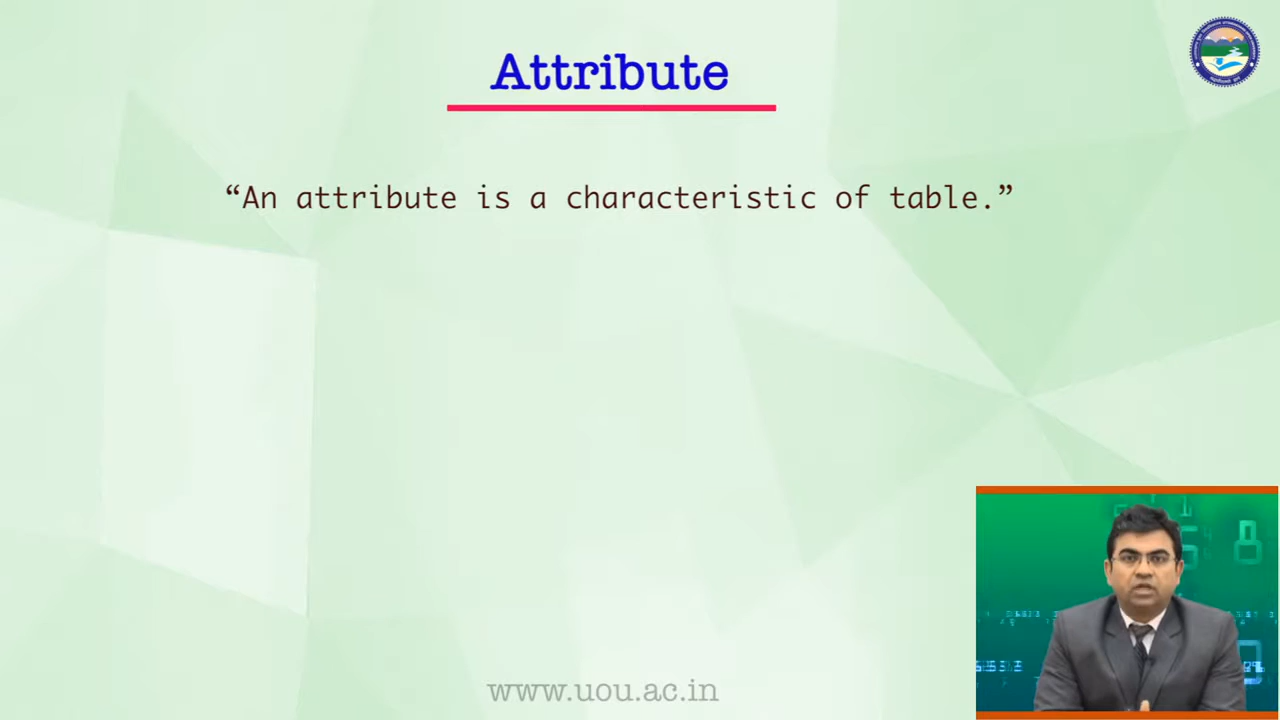 Attribute
“An attribute is a characteristic of table.”
www.uou.ac.in